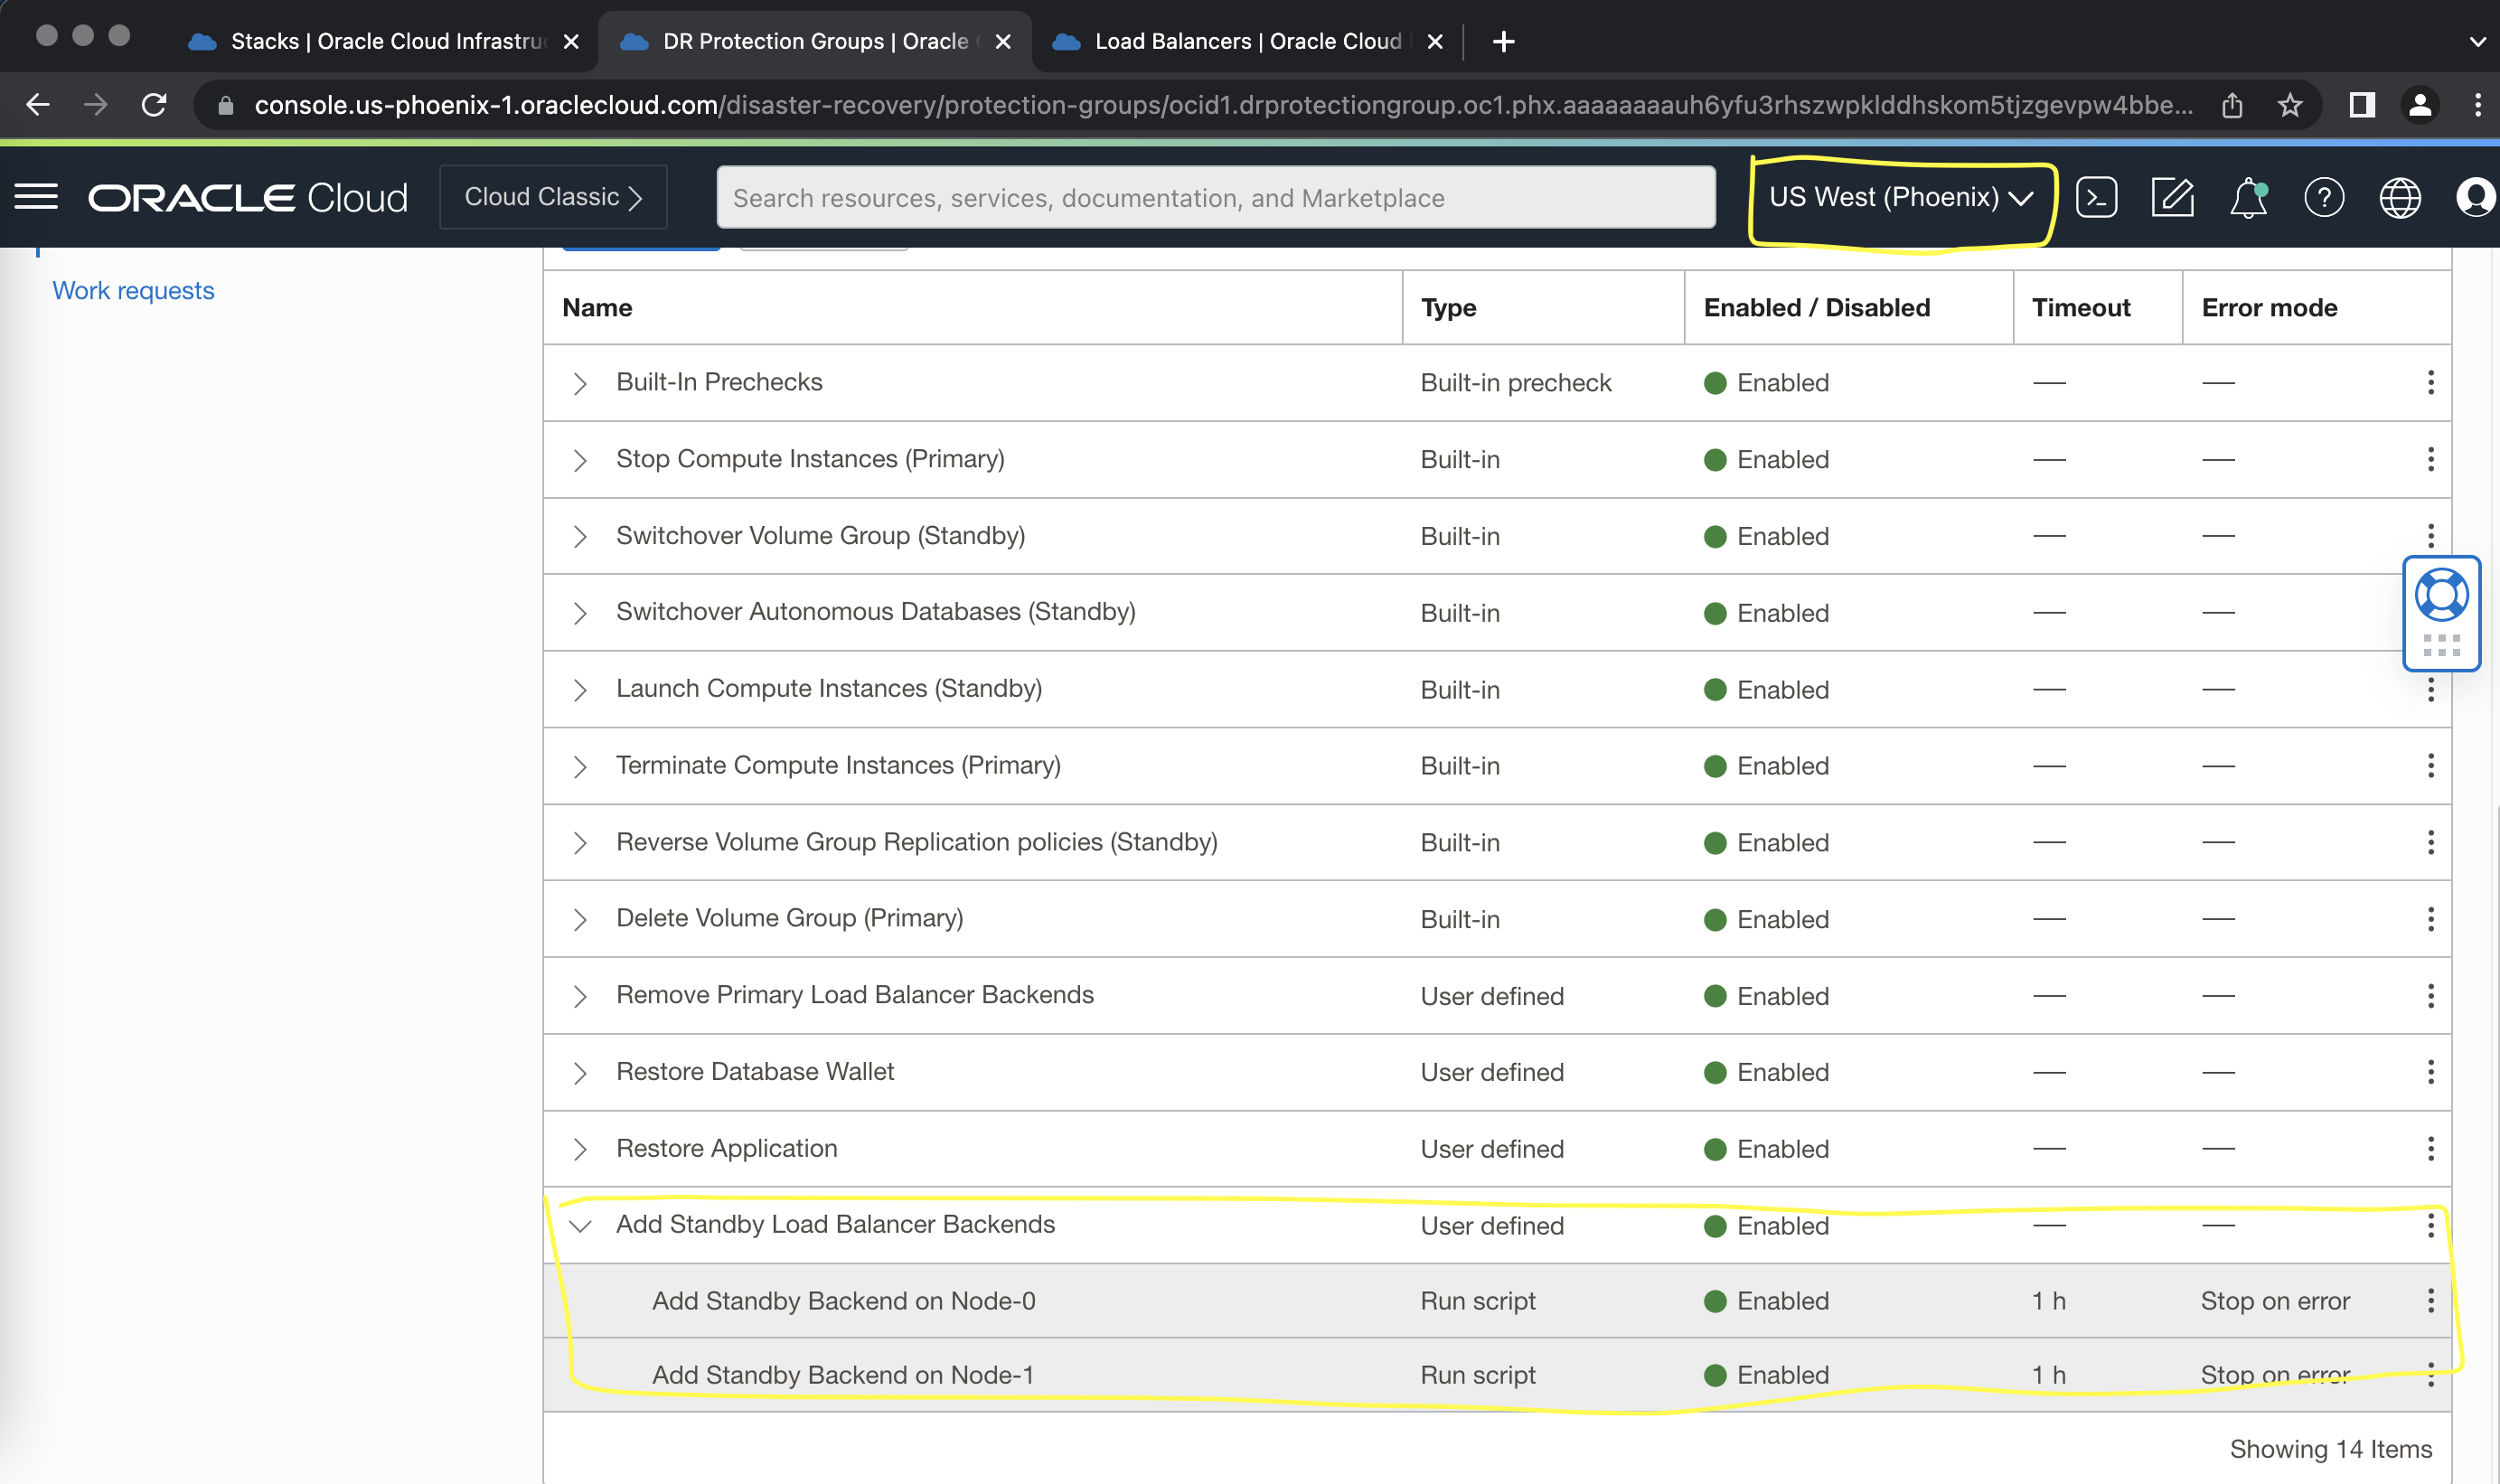 Stacks | Oracle Cloud Infrastru
DR Protection Groups | Oracle
Load Balancers | Oracle Cloud
console.us-phoenix-1.oraclecloud.com/disaster-recovery/protection-groups/ocid1.drprotectiongroup.oc1.phx.aaaaaaaauh6yfu3rhszwpklddhskom5tjzgevpw4bbe...
ORACLE Cloud
Cloud Classic
Search resources, services, documentation, and Marketplace
US West (Phoenix)
Work requests
Name Type Enabled / Disabled Timeout Error mode
Built-In Prechecks Built-in precheck Enabled — —
Stop Compute Instances (Primary) Built-in Enabled — —
Switchover Volume Group (Standby) Built-in Enabled — —
Switchover Autonomous Databases (Standby) Built-in Enabled — —
Launch Compute Instances (Standby) Built-in Enabled — —
Terminate Compute Instances (Primary) Built-in Enabled — —
Reverse Volume Group Replication policies (Standby) Built-in Enabled — —
Delete Volume Group (Primary) Built-in Enabled — —
Remove Primary Load Balancer Backends User defined Enabled — —
Restore Database Wallet User defined Enabled — —
Restore Application User defined Enabled — —
Add Standby Load Balancer Backends User defined Enabled — —
Add Standby Backend on Node-0 Run script Enabled 1 h Stop on error
Add Standby Backend on Node-1 Run script Enabled 1 h Stop on error
Showing 14 Items